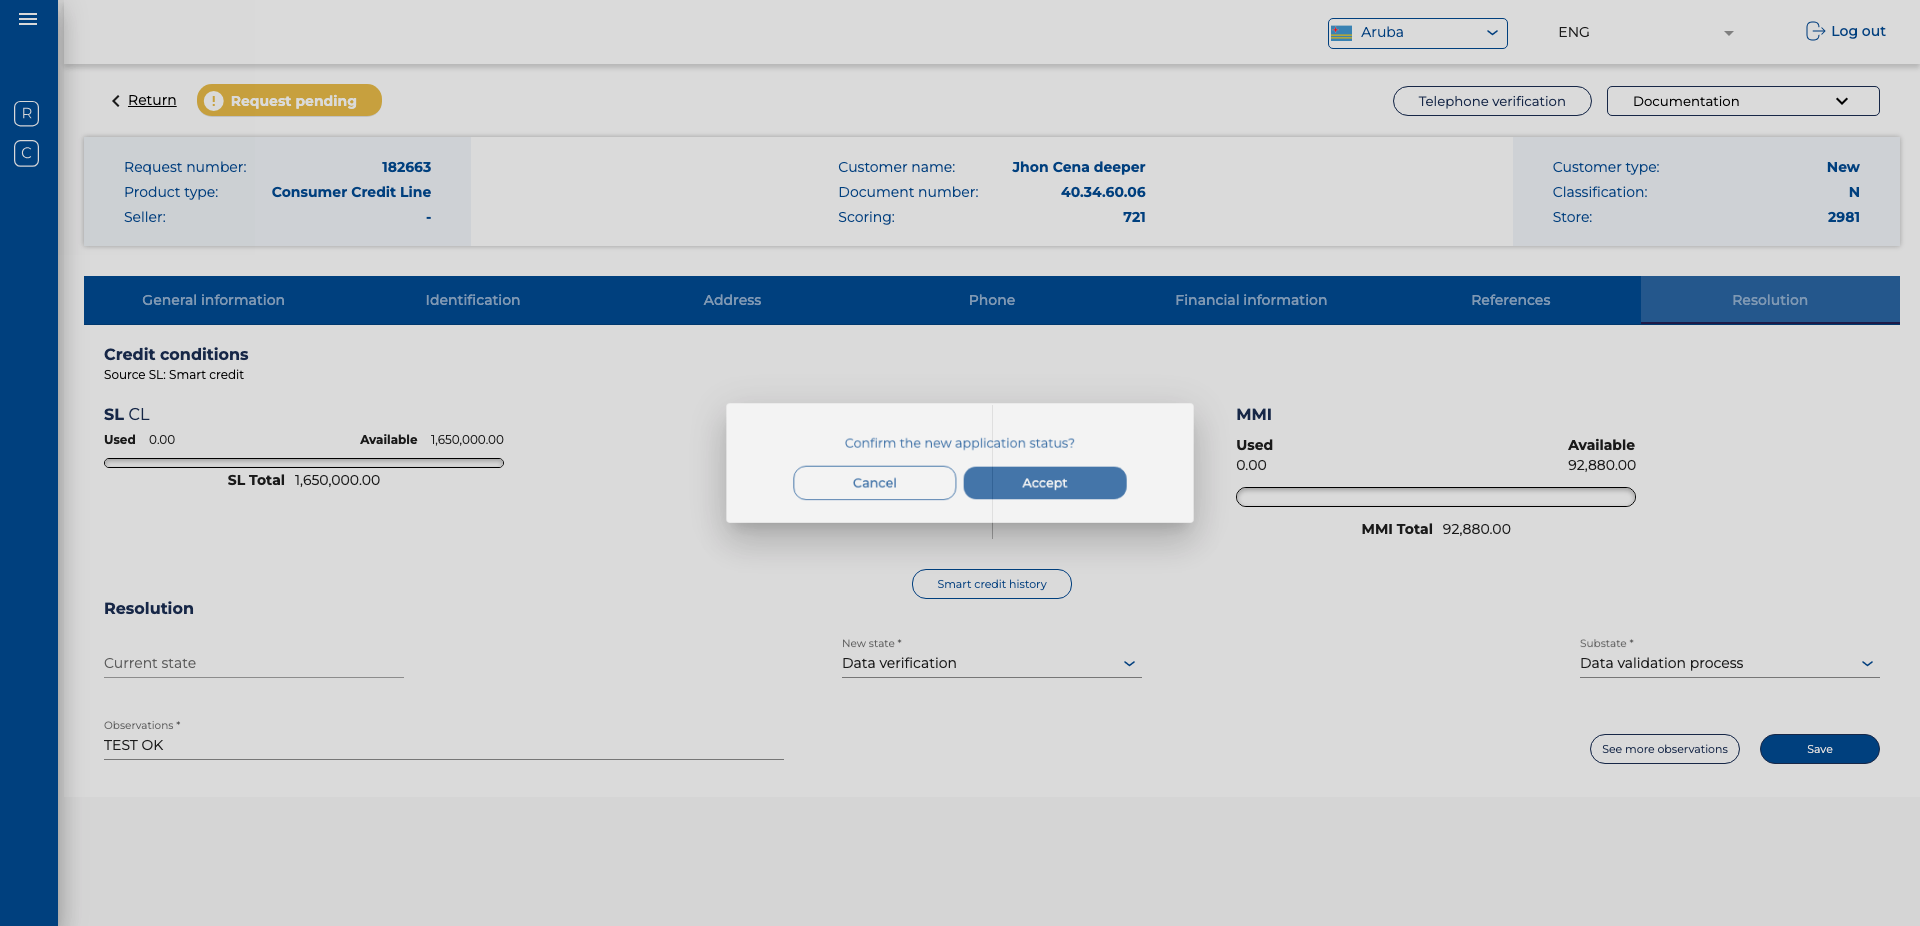 Aruba
ENG
Log out
R
C
Return
Request pending
Telephone verification
Documentation
Request number: 182663
Product type: Consumer Credit Line
Seller: -
Customer name: Jhon Cena deeper
Document number: 40.34.60.06
Scoring: 721
Customer type: New
Classification: N
Store: 2981
General information
Identification
Address
Phone
Financial information
References
Resolution
Credit conditions
Source SL: Smart credit
SL CL
Used 0.00 Available 1,650,000.00
SL Total 1,650,000.00
Confirm the new application status?
Cancel
Accept
MMI
Used Available
0.00 92,880.00
MMI Total 92,880.00
Smart credit history
Resolution
Current state
New state *
Data verification
Substate *
Data validation process
Observations *
TEST OK
See more observations
Save